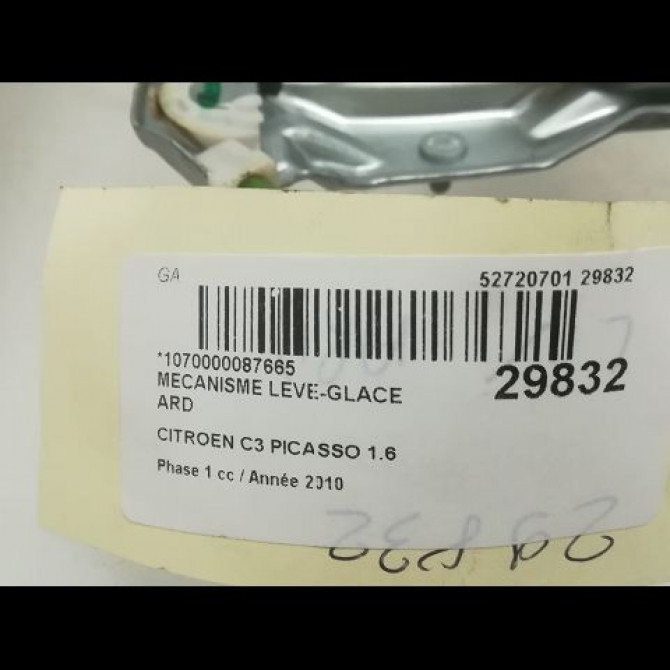 GA
52720701 29832
*1070000087665
29832
MECANISME LEVE-GLACE
ARD
CITROEN C3 PICASSO 1.6
Phase 1 cc / Année 2010
29832